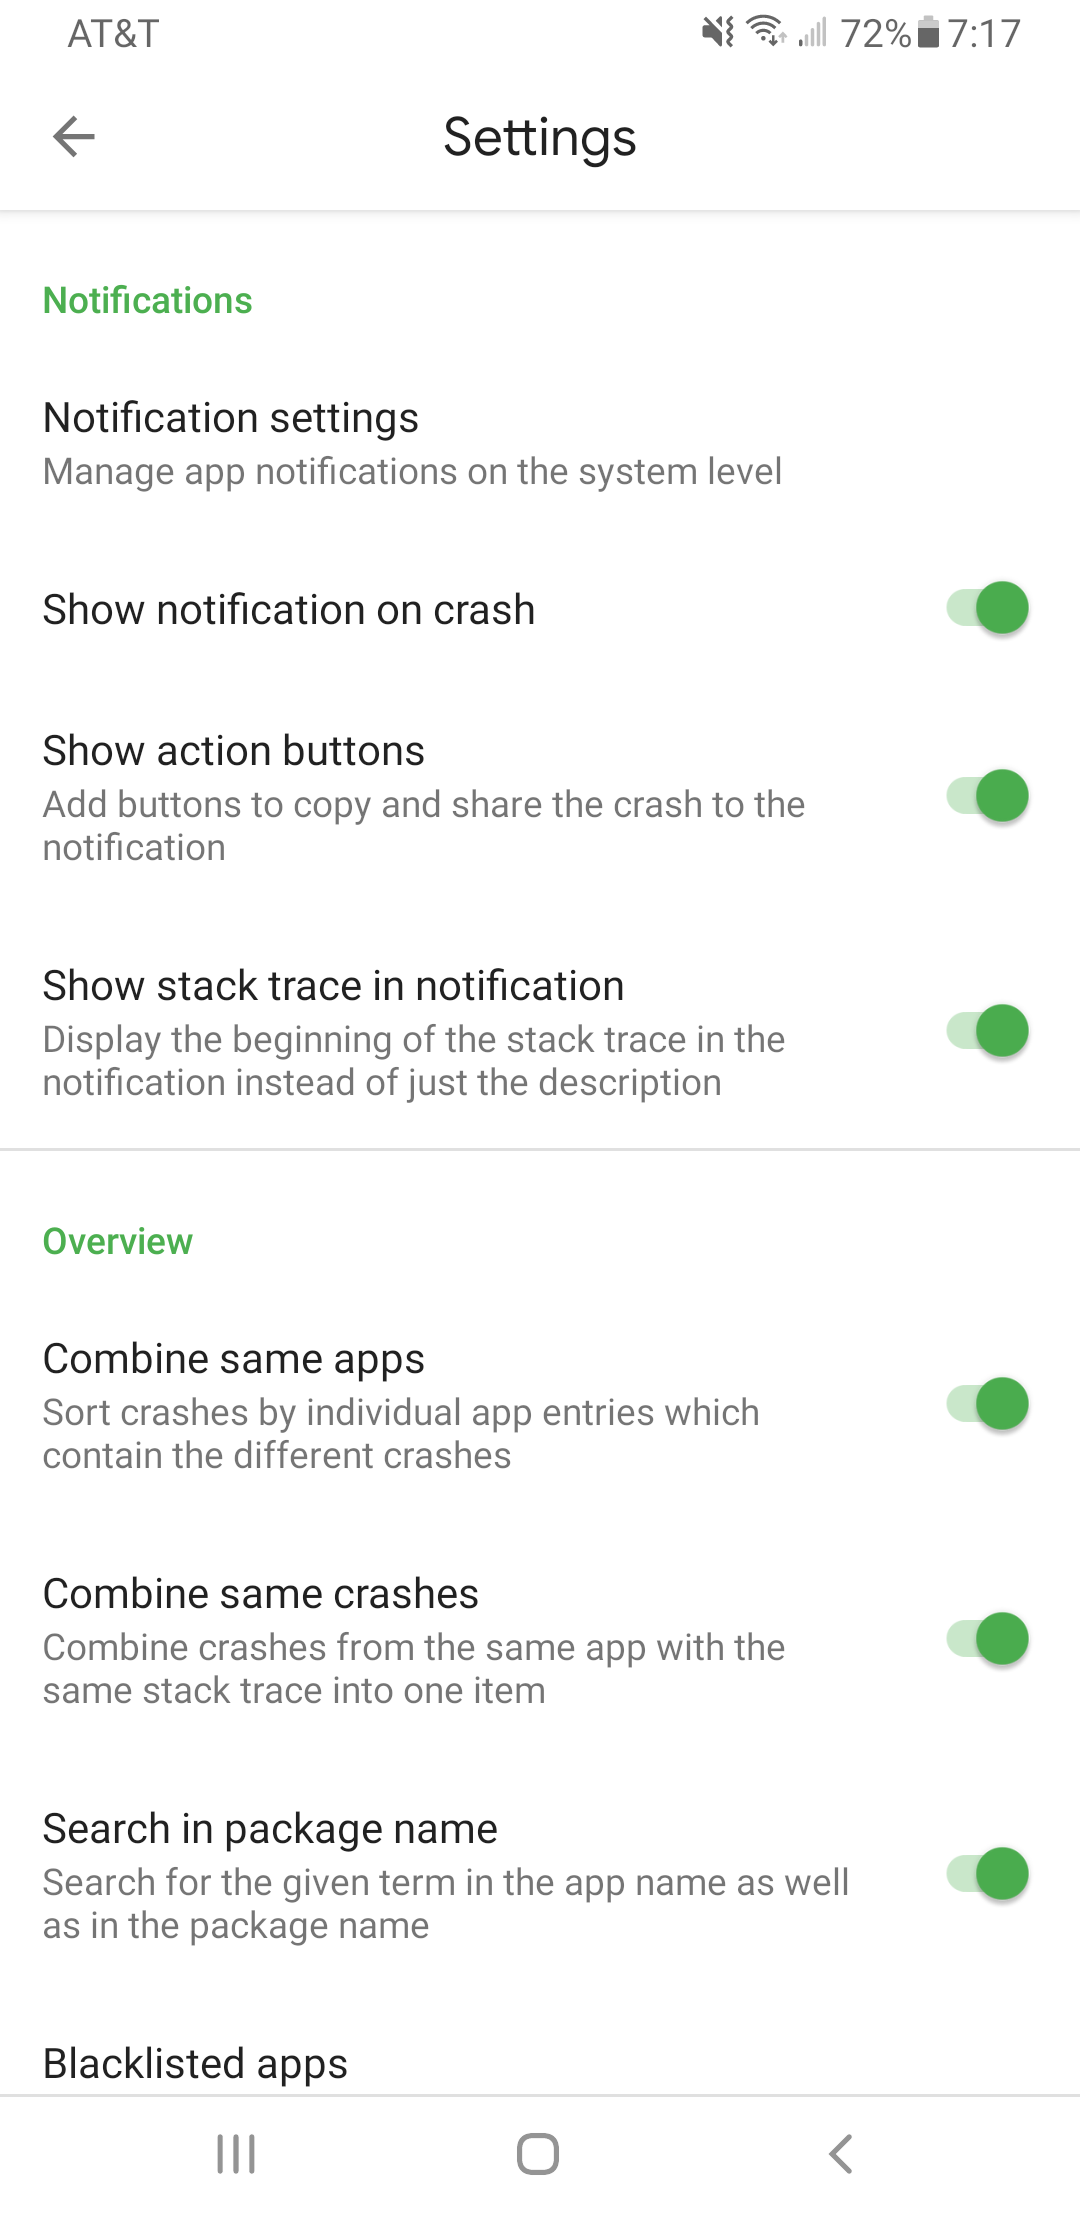 AT&T 72% 7:17
Settings
Notifications
Notification settings
Manage app notifications on the system level
Show notification on crash
Show action buttons
Add buttons to copy and share the crash to the
notification
Show stack trace in notification
Display the beginning of the stack trace in the
notification instead of just the description
Overview
Combine same apps
Sort crashes by individual app entries which
contain the different crashes
Combine same crashes
Combine crashes from the same app with the
same stack trace into one item
Search in package name
Search for the given term in the app name as well
as in the package name
Blacklisted apps